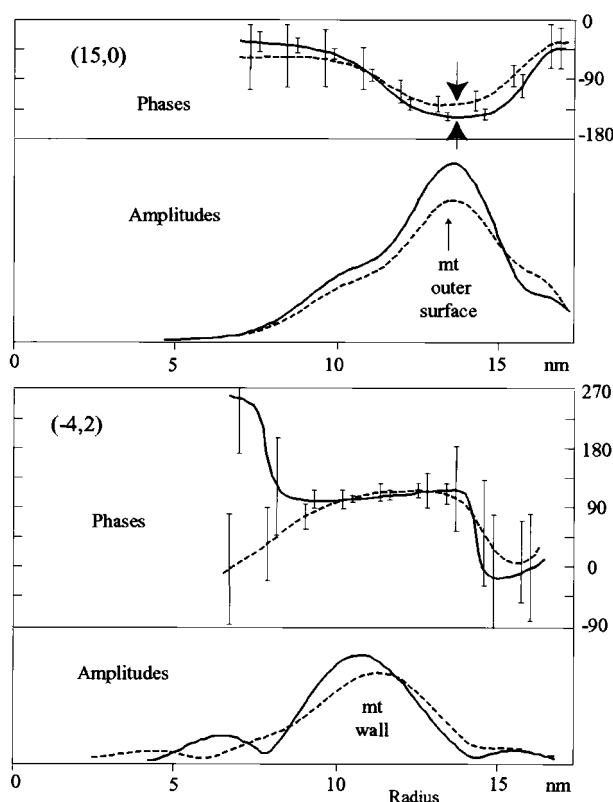 (15,0)
Phases
0
-90
-180
Amplitudes
mt
outer
surface
0
5
10
15
nm
(-4,2)
Phases
270
180
90
0
-90
Amplitudes
mt
wall
0
5
10
15
nm
Radius